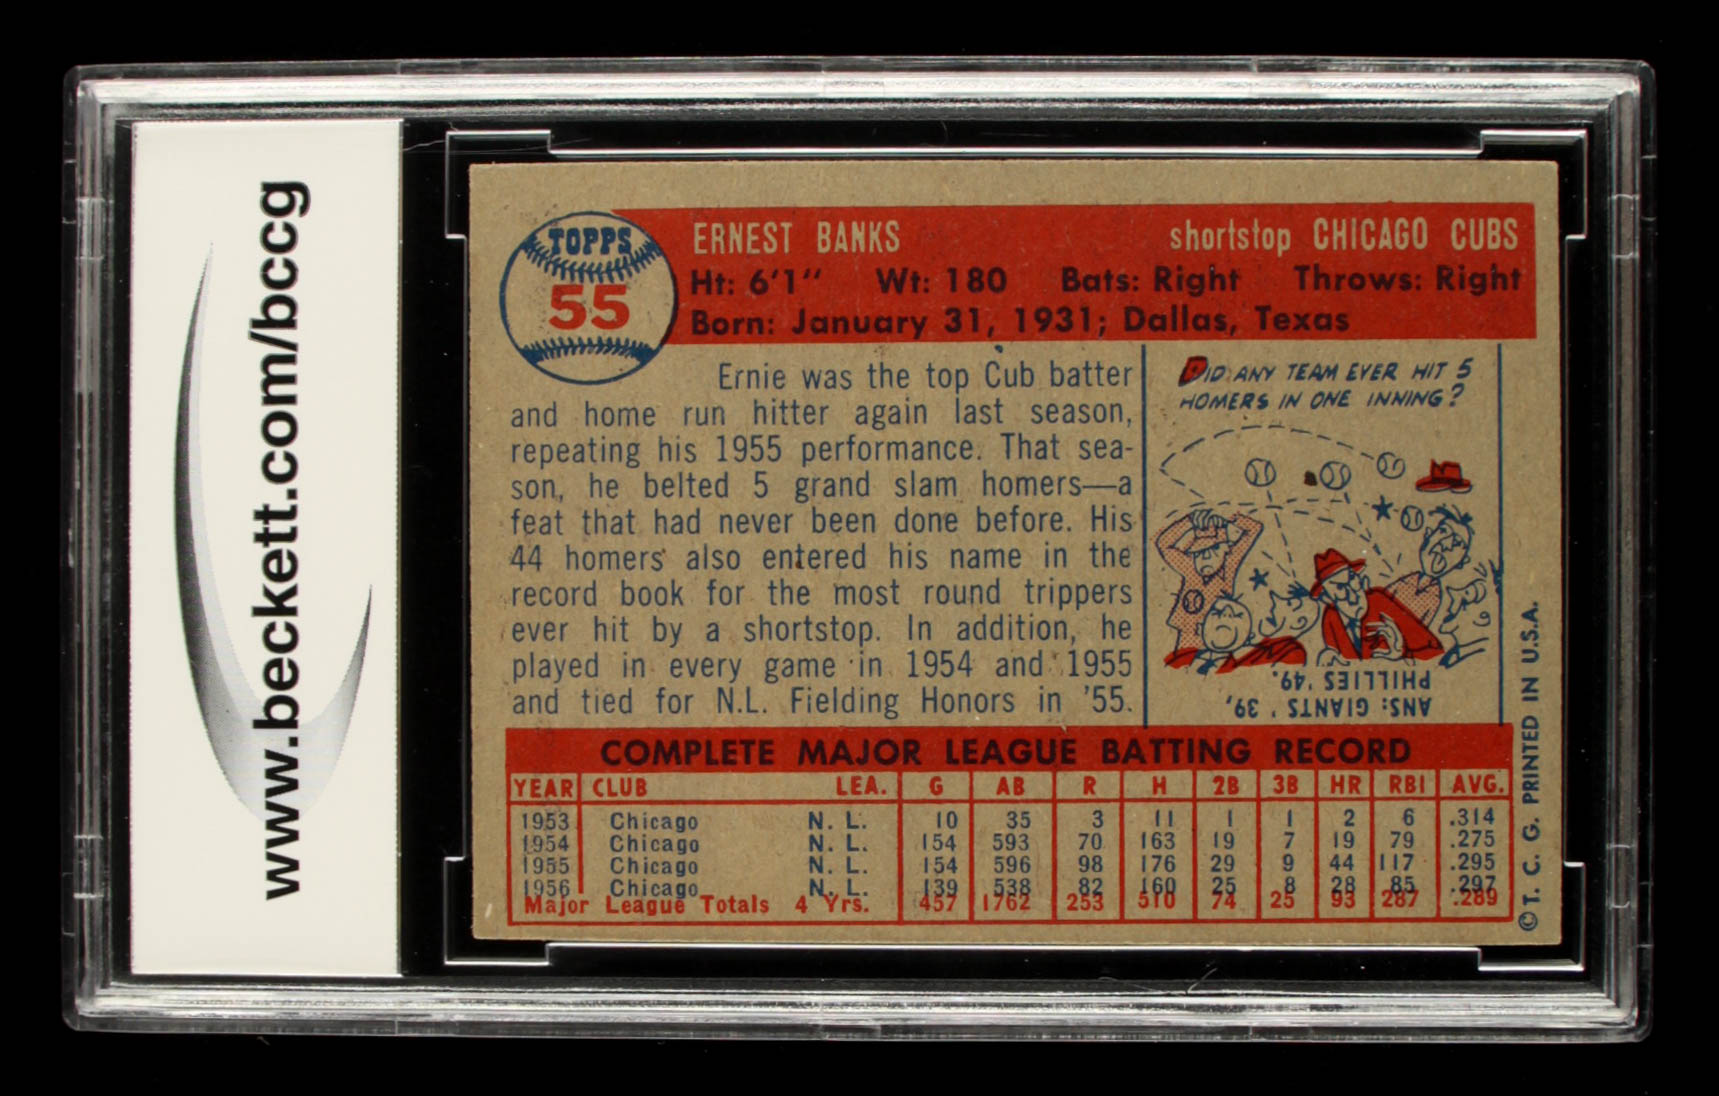 www.beckett.com/bccg
TOPPS
55
ERNEST BANKS shortstop CHICAGO CUBS
Ht: 6'1" Wt: 180 Bats: Right Throws: Right
Born: January 31, 1931; Dallas, Texas
Ernie was the top Cub batter
and home run hitter again last season,
repeating his 1955 performance. That sea-
son, he belted 5 grand slam homers—a
feat that had never been done before. His
44 homers also entered his name in the
record book for the most round trippers
ever hit by a shortstop. In addition, he
played in every game in 1954 and 1955
and tied for N.L. Fielding Honors in '55.
DID ANY TEAM EVER HIT 5
HOMERS IN ONE INNING?
ANS: GIANTS '39,
PHILLIES '49.
COMPLETE MAJOR LEAGUE BATTING RECORD
YEAR CLUB LEA. G AB R H 2B 3B HR RBI AVG.
1953 Chicago N. L. 10 35 3 11 1 1 2 6 .314
1954 Chicago N. L. 154 593 70 163 19 7 19 79 .275
1955 Chicago N. L. 154 596 98 176 29 9 44 117 .295
1956 Chicago N. L. 139 538 82 160 25 8 28 85 .297
Major League Totals 4 Yrs. 457 1762 253 510 74 25 93 287 .289
© T. C. G. PRINTED IN U.S.A.